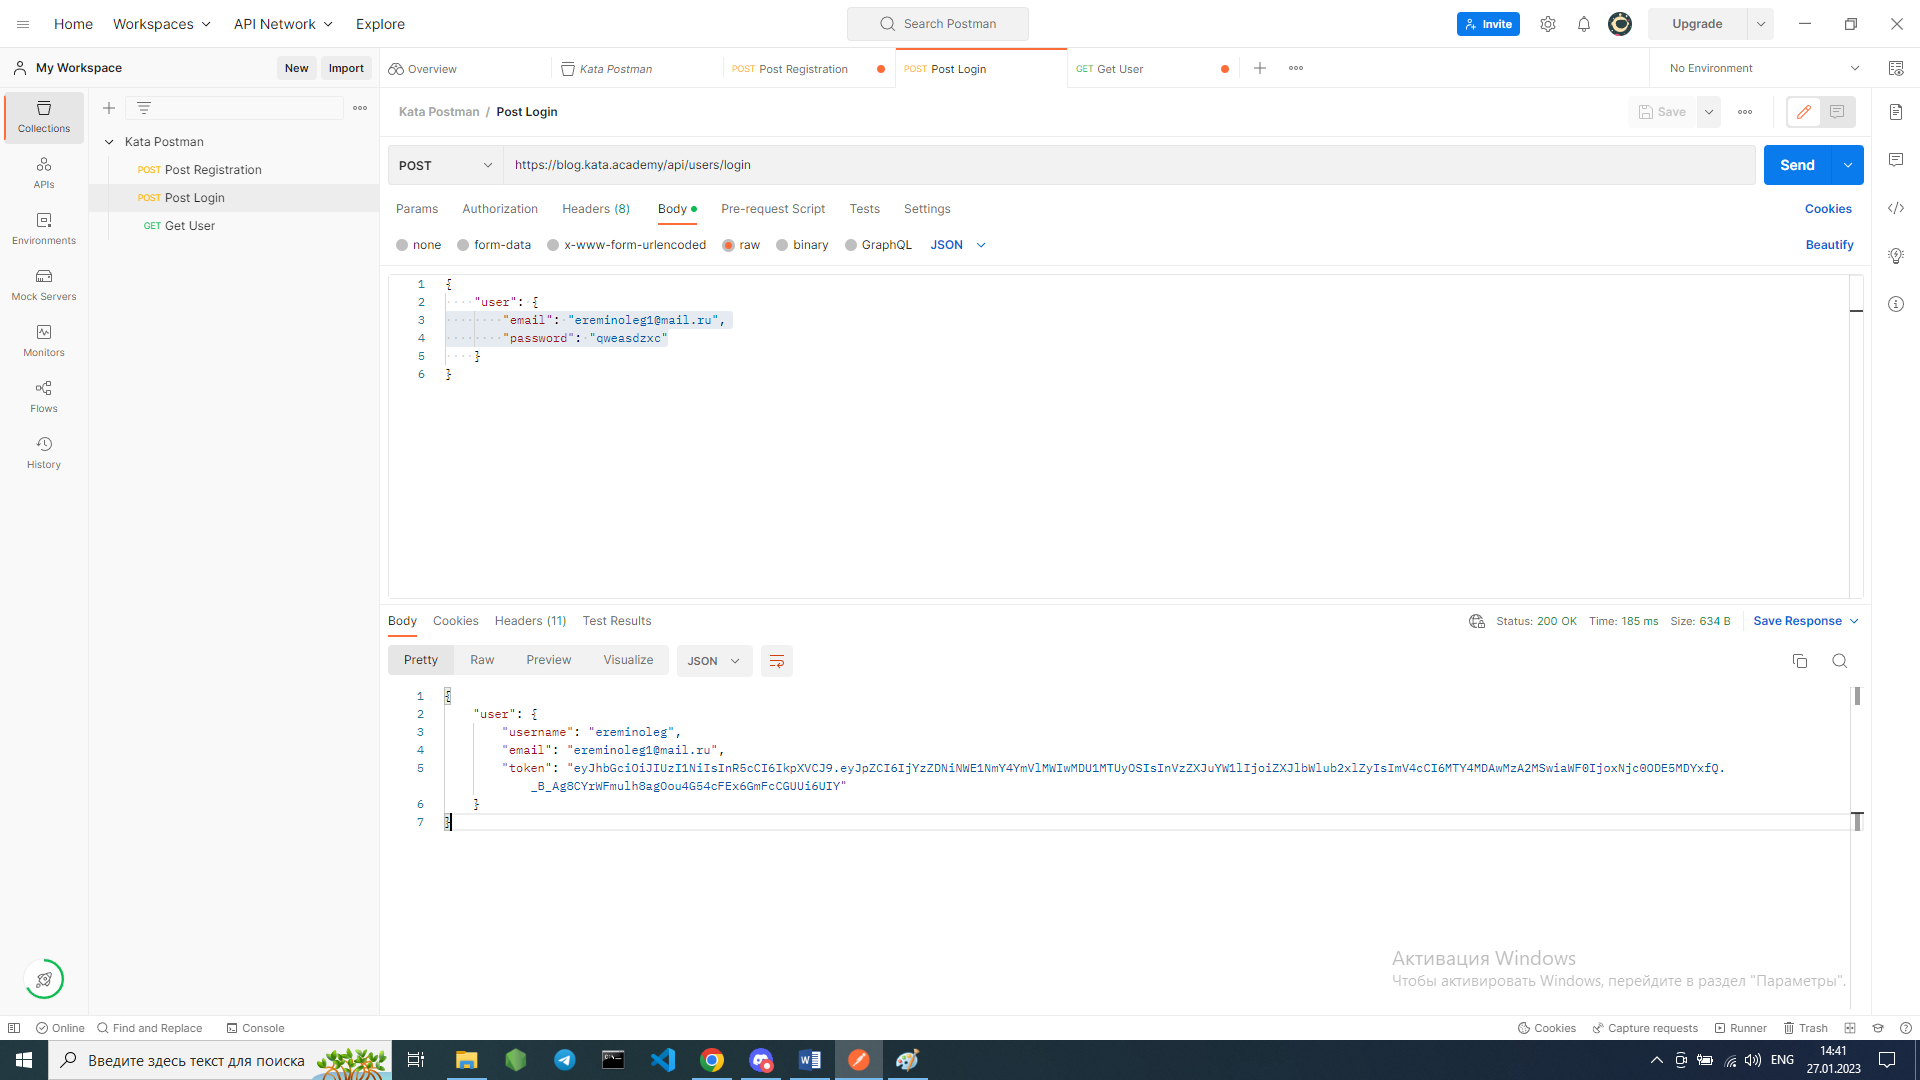 Home Workspaces API Network Explore Search Postman Invite Upgrade
My Workspace New Import Overview Kata Postman POST Post Registration POST Post Login GET Get User No Environment
Collections
APIs
Environments
Mock Servers
Monitors
Flows
History
Kata Postman
POST Post Registration
POST Post Login
GET Get User
Kata Postman / Post Login Save
POST https://blog.kata.academy/api/users/login Send
Params Authorization Headers (8) Body Pre-request Script Tests Settings Cookies
none form-data x-www-form-urlencoded raw binary GraphQL JSON Beautify
1 {
2 "user": {
3 "email": "ereminoleg1@mail.ru",
4 "password": "qweasdzxc"
5 }
6 }
Body Cookies Headers (11) Test Results Status: 200 OK Time: 185 ms Size: 634 B Save Response
Pretty Raw Preview Visualize JSON
1 {
2 "user": {
3 "username": "ereminoleg",
4 "email": "ereminoleg1@mail.ru",
5 "token": "eyJhbGciOiJIUzI1NiIsInR5cCI6IkpXVCJ9.eyJpZCI6IjYzZDNiNWE1NmY4YmVlMWIwMDU1MTUyOSIsInVzZXJuYW1lIjoiZXJlbWlub2xlZyIsImV4cCI6MTY4MDAwMzA2MSwiaWF0IjoxNjc0ODE5MDYxfQ.
_B_Ag8CYrWFmulh8agOou4G54cFEx6GmFcCGUUi6UIY"
6 }
7 }
Активация Windows
Чтобы активировать Windows, перейдите в раздел "Параметры".
Online Find and Replace Console Cookies Capture requests Runner Trash
Введите здесь текст для поиска ENG 14:41
27.01.2023